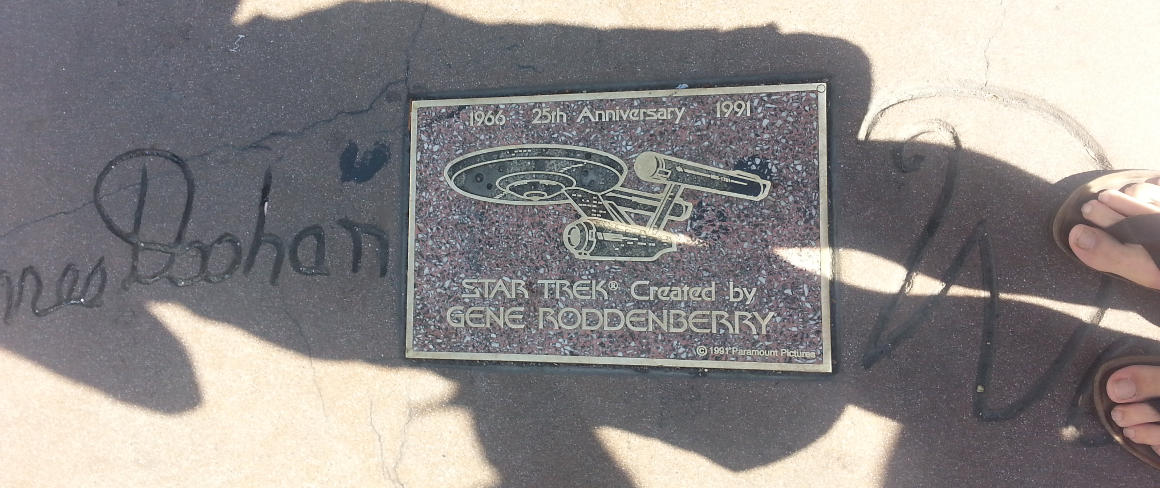 1966 25th Anniversary 1991
STAR TREK® Created by
GENE RODDENBERRY
© 1991 Paramount Pictures
mes Doohan